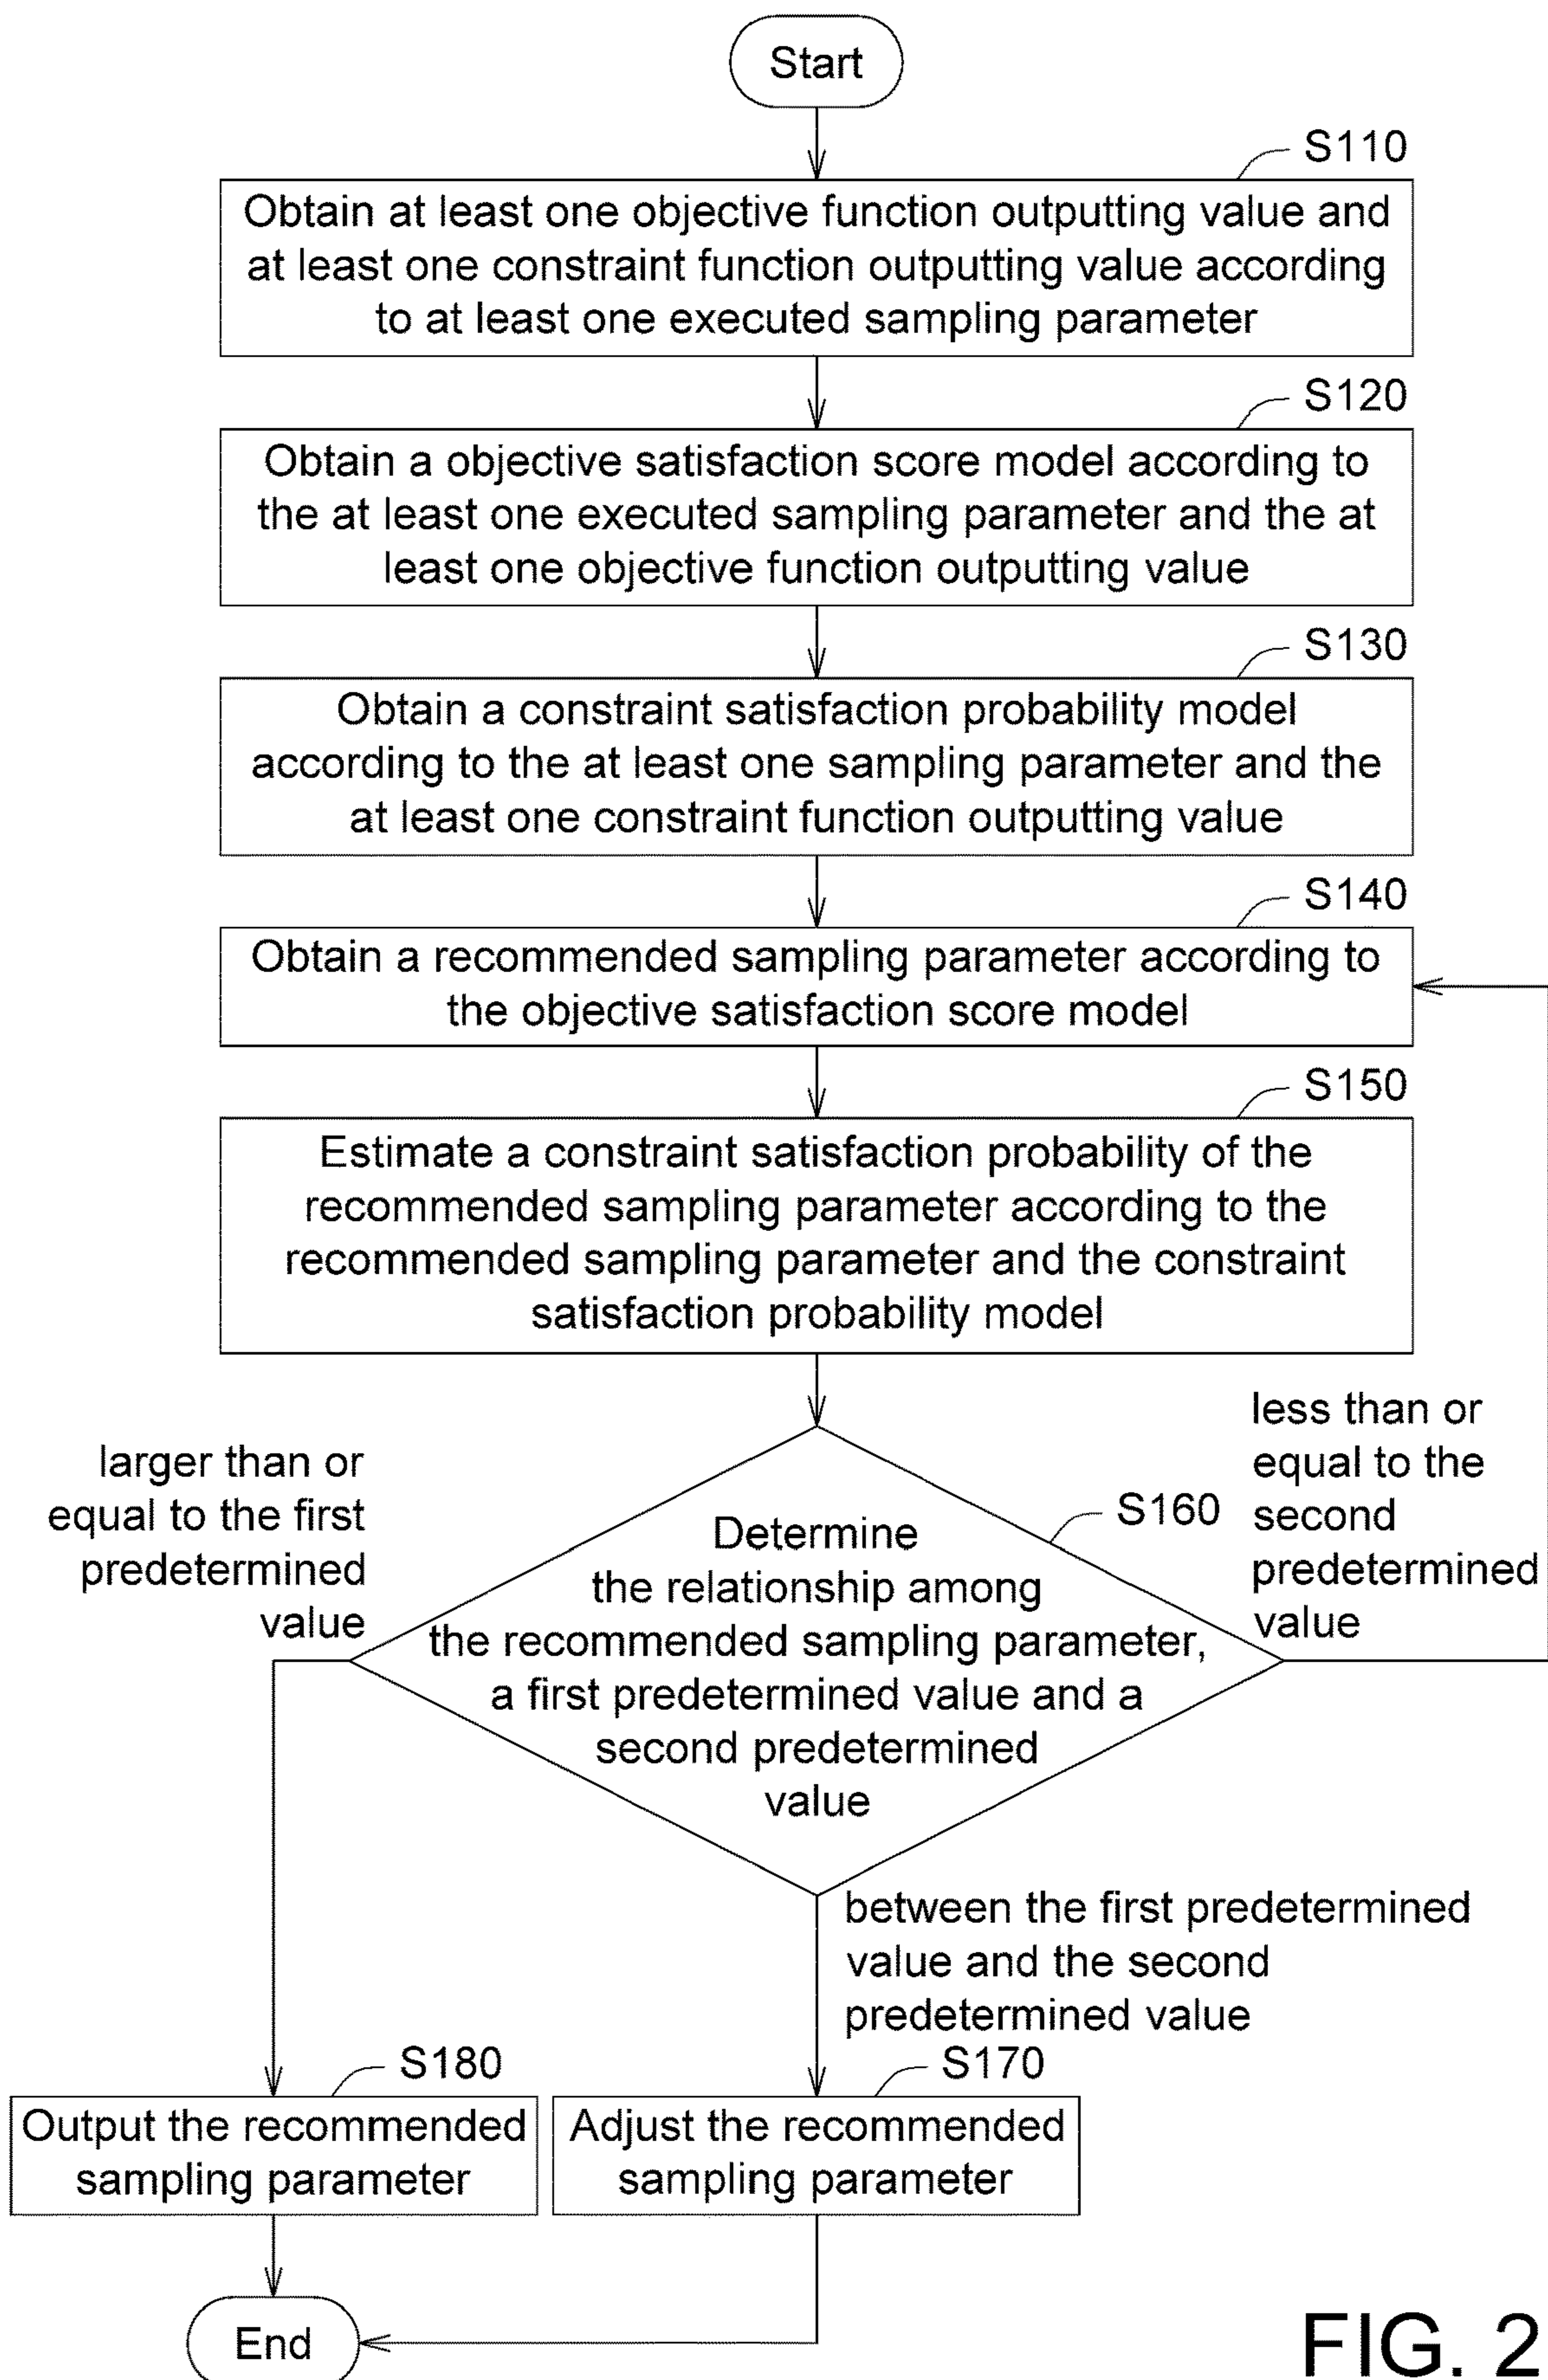 Start
S110
Obtain at least one objective function outputting value and
at least one constraint function outputting value according
to at least one executed sampling parameter
S120
Obtain a objective satisfaction score model according to
the at least one executed sampling parameter and the at
least one objective function outputting value
S130
Obtain a constraint satisfaction probability model
according to the at least one sampling parameter and the
at least one constraint function outputting value
S140
Obtain a recommended sampling parameter according to
the objective satisfaction score model
S150
Estimate a constraint satisfaction probability of the
recommended sampling parameter according to the
recommended sampling parameter and the constraint
satisfaction probability model
larger than or
equal to the first
predetermined
value
S160
Determine
the relationship among
the recommended sampling parameter,
a first predetermined value and a
second predetermined
value
less than or
equal to the
second
predetermined
value
between the first predetermined
value and the second
predetermined value
S180
Output the recommended
sampling parameter
S170
Adjust the recommended
sampling parameter
End
FIG. 2